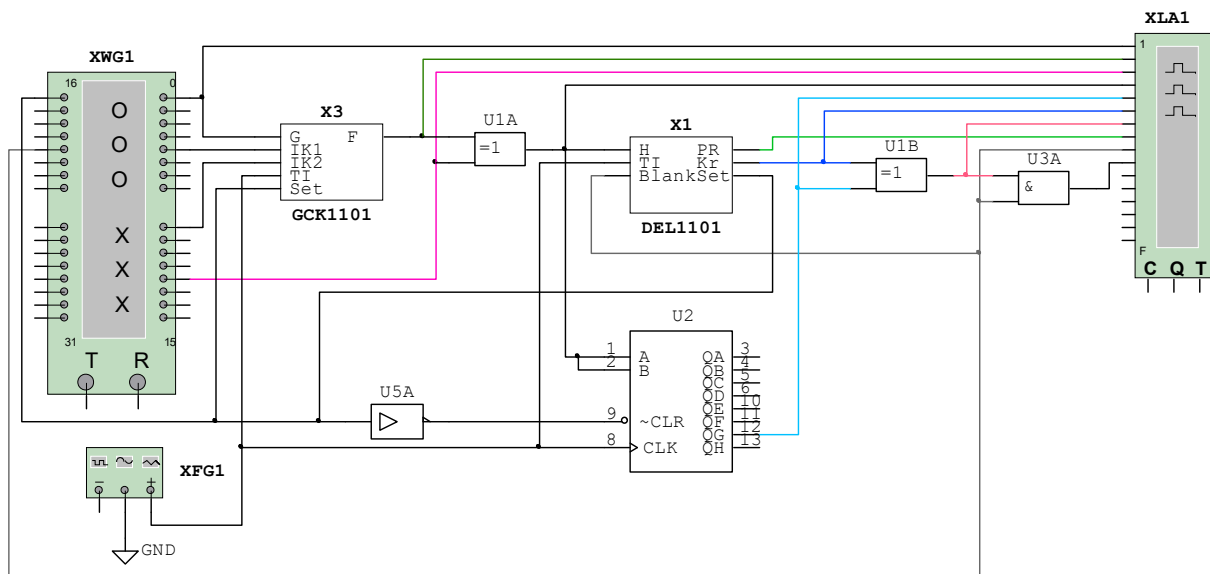 XLA1
XWG1
1
16
0
O
X3
U1A
X1
G F
=1
H PR
O
IK1
TI Kr
U1B
IK2
BlankSet
U3A
TI
=1
O
Set
&
GCK1101
DEL1101
X
F
X
C Q T
X
U2
31
15
1
A
QA
3
T
R
2
B
QB
4
QC
5
QD
6
U5A
QE
10
9
~CLR
QF
11
QG
12
8
CLK
QH
13
XFG1
−
+
GND